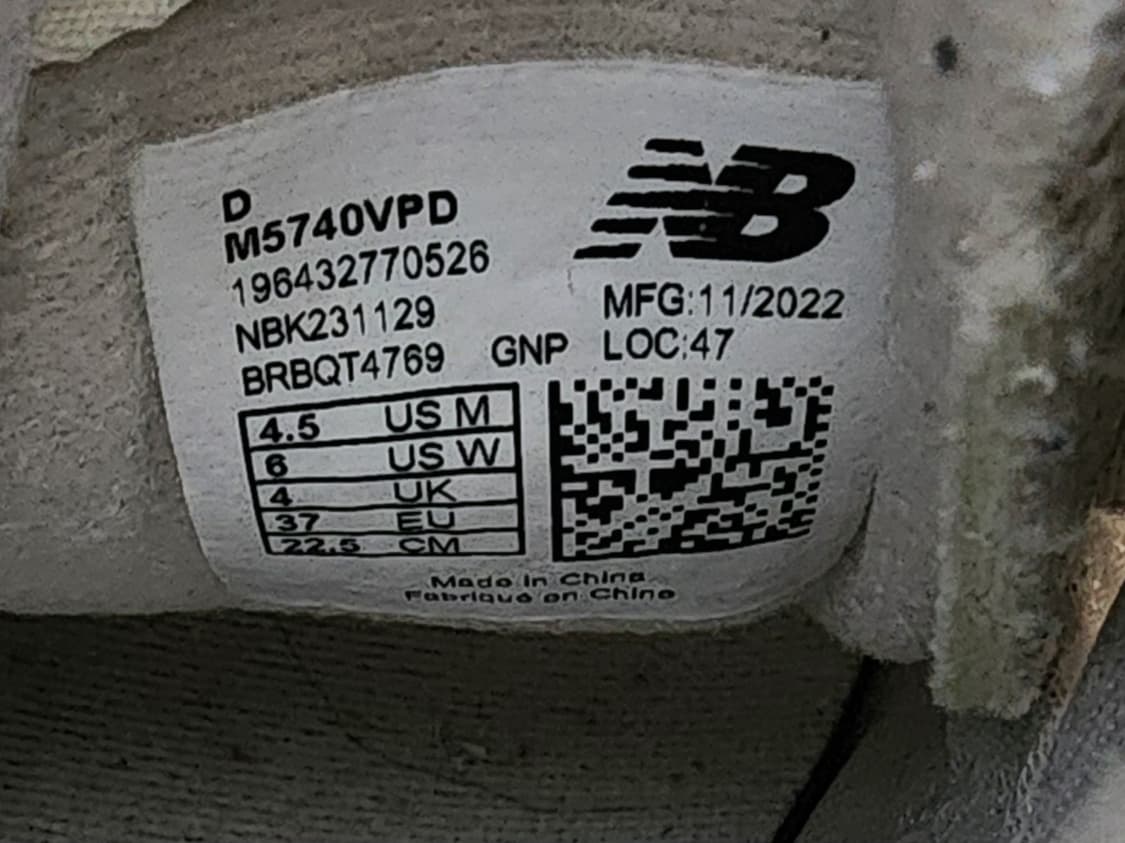 D
M5740VPD
196432770526
NBK231129
BRBQT4769 GNP
NB
MFG:11/2022
LOC:47
4.5 US M
6 US W
4 UK
37 EU
22.5 CM
Made in China
Fabriqué en Chine